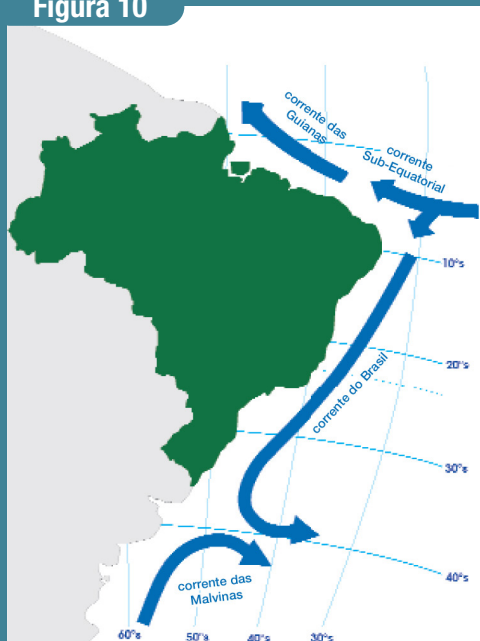 Figura 10
corrente das
Guianas
corrente
Sub-Equatorial
10°s
20°s
corrente do Brasil
30°s
40°s
corrente das
Malvinas
60°s
50°s
40°s
30°s